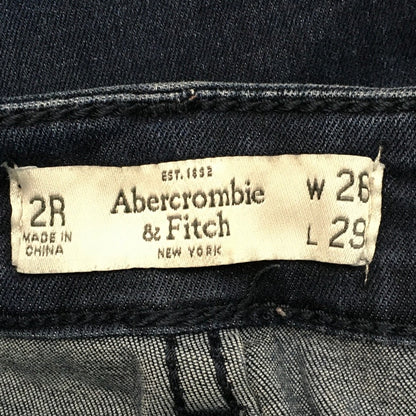 EST. 1892
2R
Abercrombie
& Fitch
NEW YORK
MADE IN
CHINA
W 26
L 29